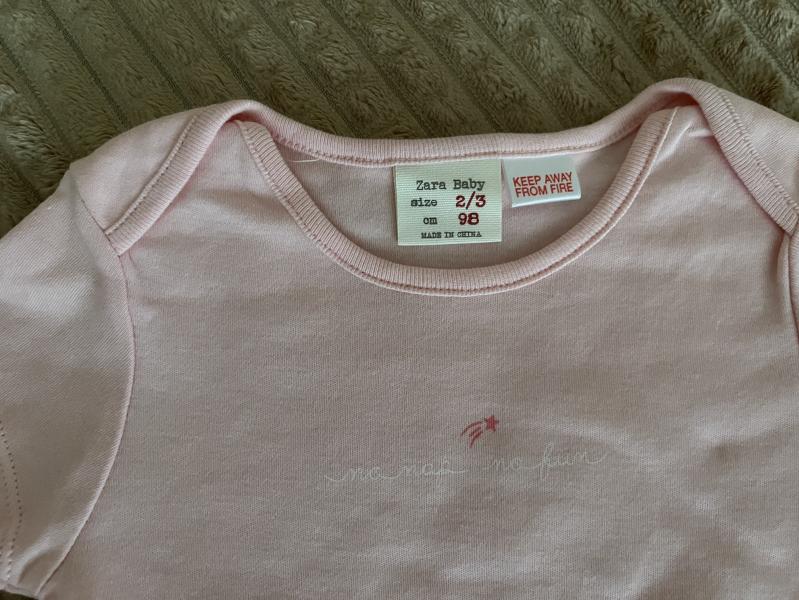 Zara Baby
size 2/3
cm 98
MADE IN CHINA
KEEP AWAY
FROM FIRE
no nap no fun